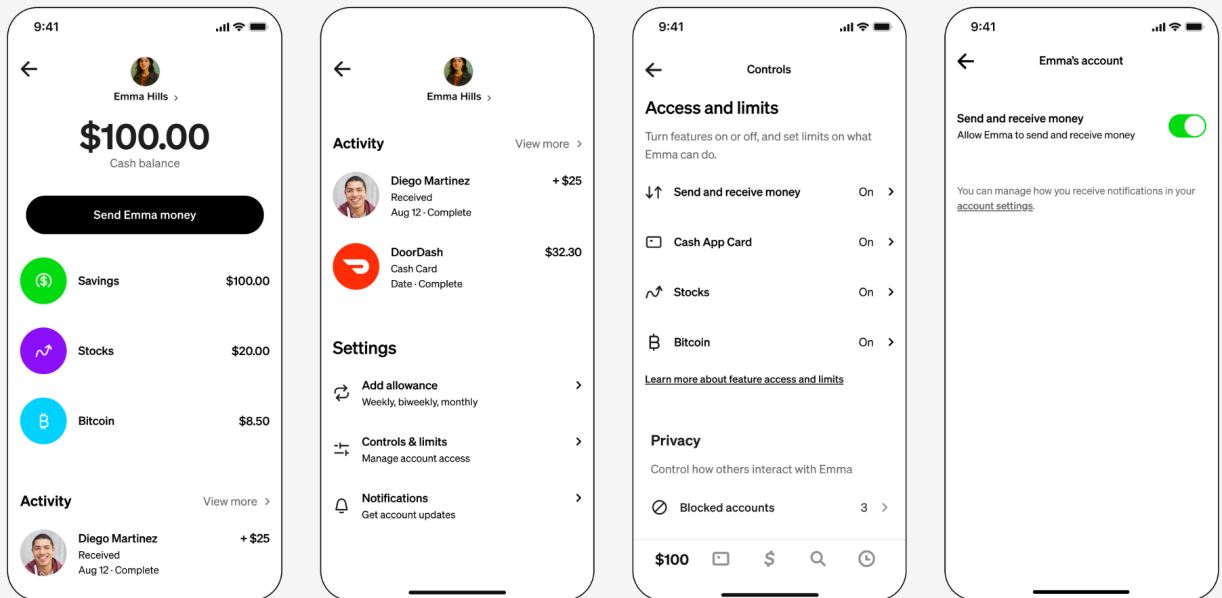 9:41
Emma Hills
$100.00
Cash balance
Send Emma money
Savings $100.00
Stocks $20.00
Bitcoin $8.50
Activity View more
Diego Martinez + $25
Received
Aug 12 · Complete
Emma Hills
Activity View more
Diego Martinez + $25
Received
Aug 12 · Complete
DoorDash $32.30
Cash Card
Date · Complete
Settings
Add allowance
Weekly, biweekly, monthly
Controls & limits
Manage account access
Notifications
Get account updates
9:41
Controls
Access and limits
Turn features on or off, and set limits on what
Emma can do.
Send and receive money On
Cash App Card On
Stocks On
Bitcoin On
Learn more about feature access and limits
Privacy
Control how others interact with Emma
Blocked accounts 3
$100
9:41
Emma's account
Send and receive money
Allow Emma to send and receive money
You can manage how you receive notifications in your
account settings.